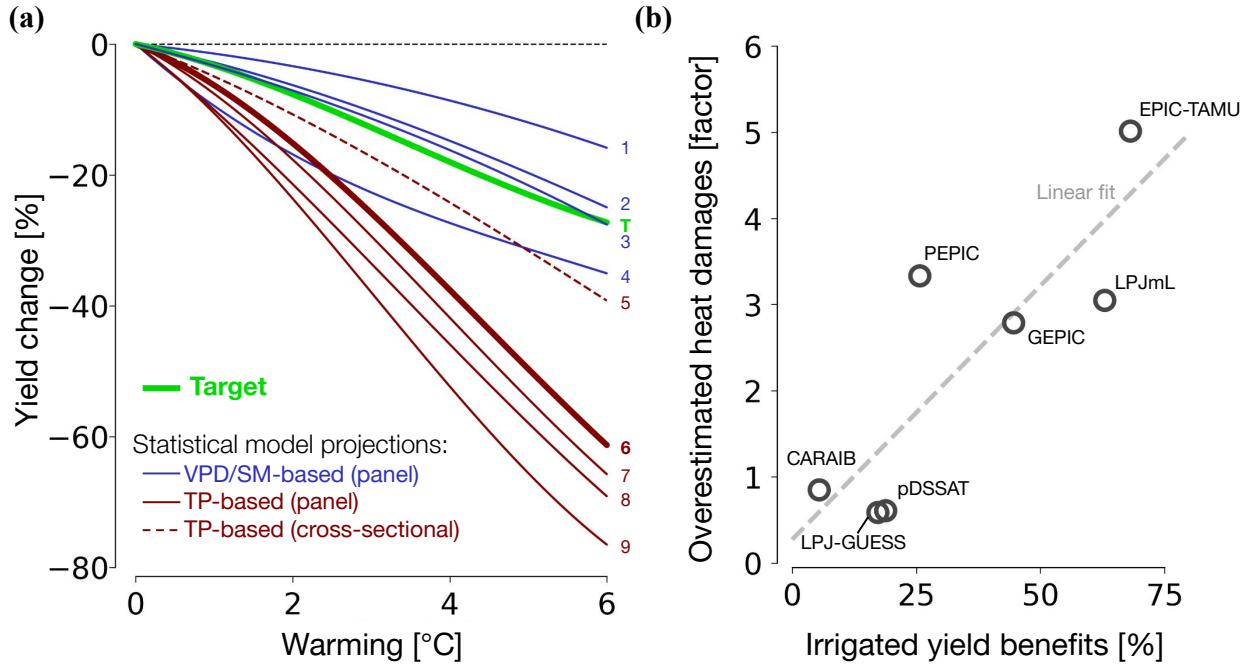 (a)
0
−20
−40
−60
−80
Yield change [%]
0
2
4
6
Warming [°C]
1
2
T
3
4
5
6
7
8
9
Target
Statistical model projections:
VPD/SM-based (panel)
TP-based (panel)
TP-based (cross-sectional)
(b)
6
5
4
3
2
1
0
Overestimated heat damages [factor]
0
25
50
75
Irrigated yield benefits [%]
EPIC-TAMU
Linear fit
PEPIC
LPJmL
GEPIC
CARAIB
pDSSAT
LPJ-GUESS